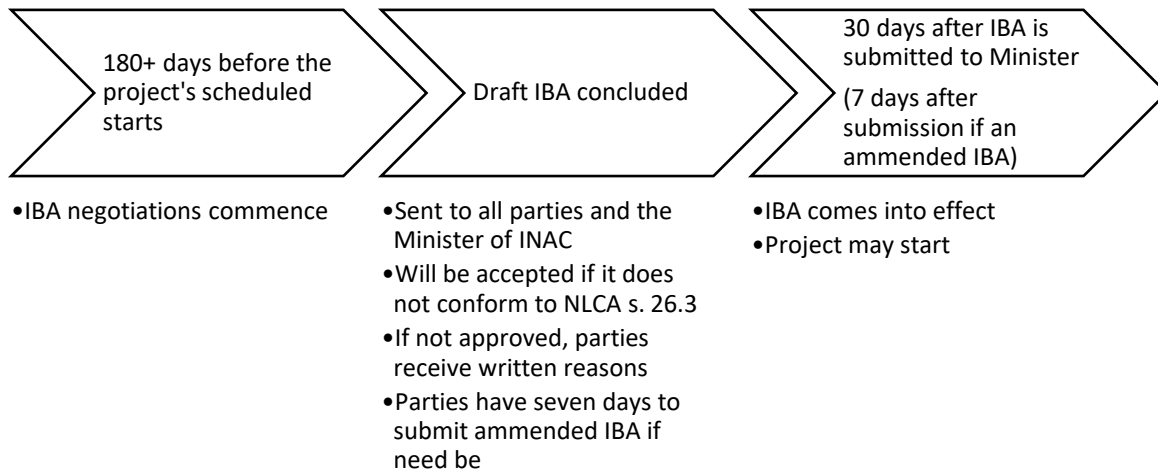 180+ days before the
project's scheduled
starts
Draft IBA concluded
30 days after IBA is
submitted to Minister
(7 days after
submission if an
ammended IBA)
•IBA negotiations commence
•Sent to all parties and the
Minister of INAC
•Will be accepted if it does
not conform to NLCA s. 26.3
•If not approved, parties
receive written reasons
•Parties have seven days to
submit ammended IBA if
need be
•IBA comes into effect
•Project may start